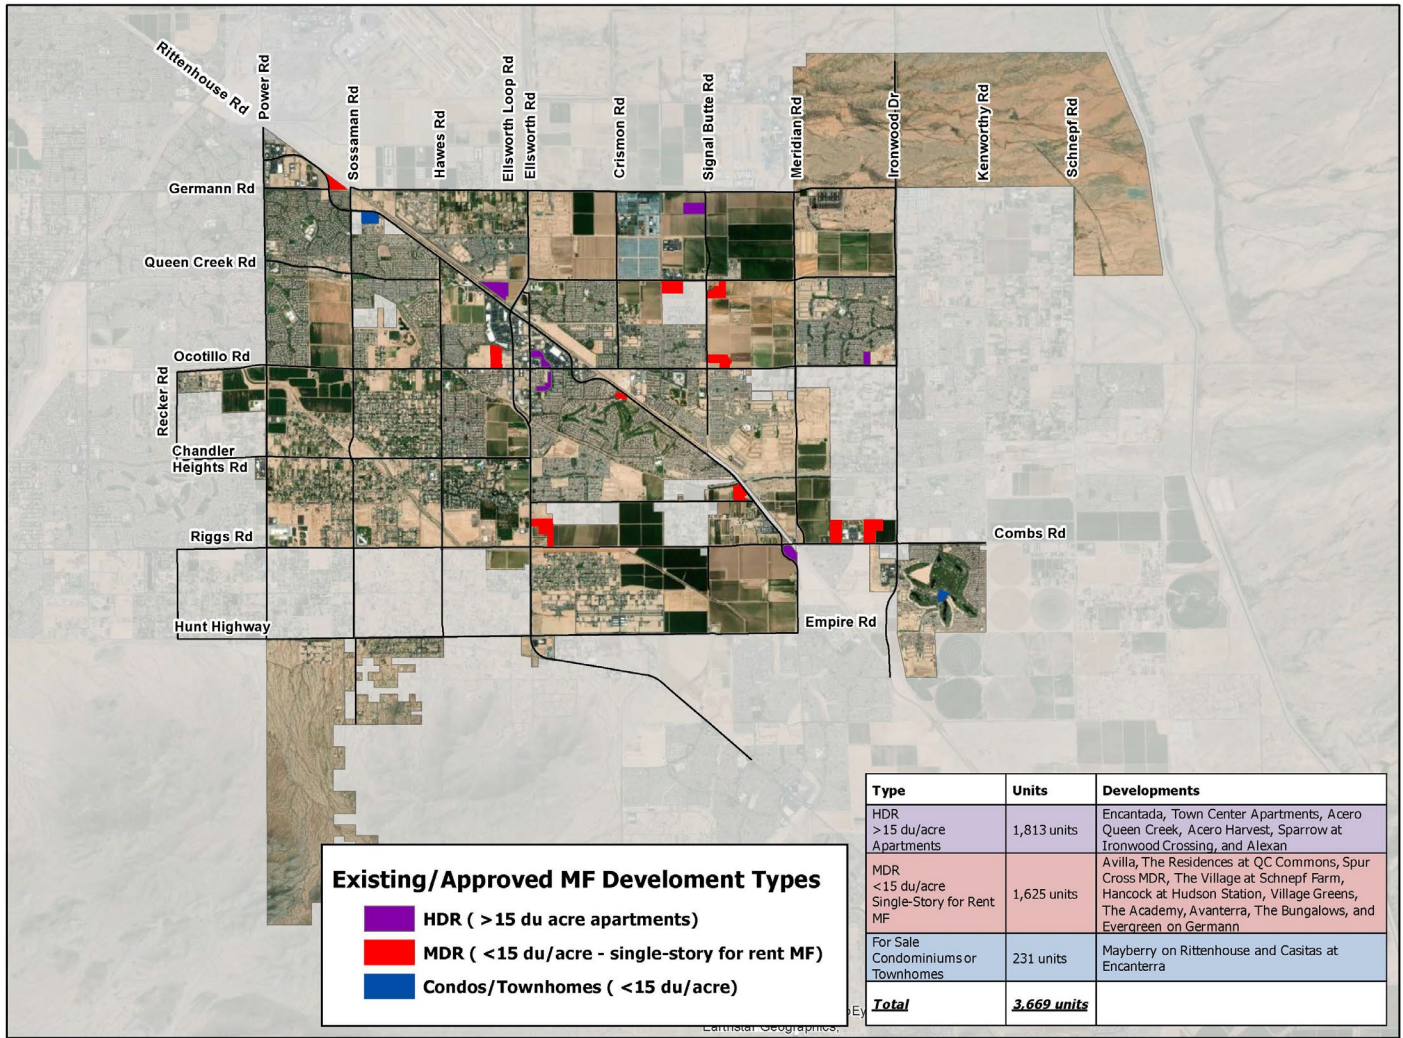 Rittenhouse Rd
Power Rd
Sossaman Rd
Hawes Rd
Ellsworth Loop Rd
Ellsworth Rd
Crismon Rd
Signal Butte Rd
Meridian Rd
Ironwood Dr
Kenworthy Rd
Schnepf Rd
Germann Rd
Queen Creek Rd
Ocotillo Rd
Recker Rd
Chandler
Heights Rd
Riggs Rd
Combs Rd
Hunt Highway
Empire Rd
Existing/Approved MF Develoment Types
HDR ( >15 du acre apartments)
MDR ( <15 du/acre - single-story for rent MF)
Condos/Townhomes ( <15 du/acre)
Type Units Developments
HDR
>15 du/acre
Apartments
1,813 units
Encantada, Town Center Apartments, Acero
Queen Creek, Acero Harvest, Sparrow at
Ironwood Crossing, and Alexan
MDR
<15 du/acre
Single-Story for Rent
MF
1,625 units
Avilla, The Residences at QC Commons, Spur
Cross MDR, The Village at Schnepf Farm,
Hancock at Hudson Station, Village Greens,
The Academy, Avanterra, The Bungalows, and
Evergreen on Germann
For Sale
Condominiums or
Townhomes
231 units
Mayberry on Rittenhouse and Casitas at
Encanterra
Total 3,669 units
Earthstar Geographics,